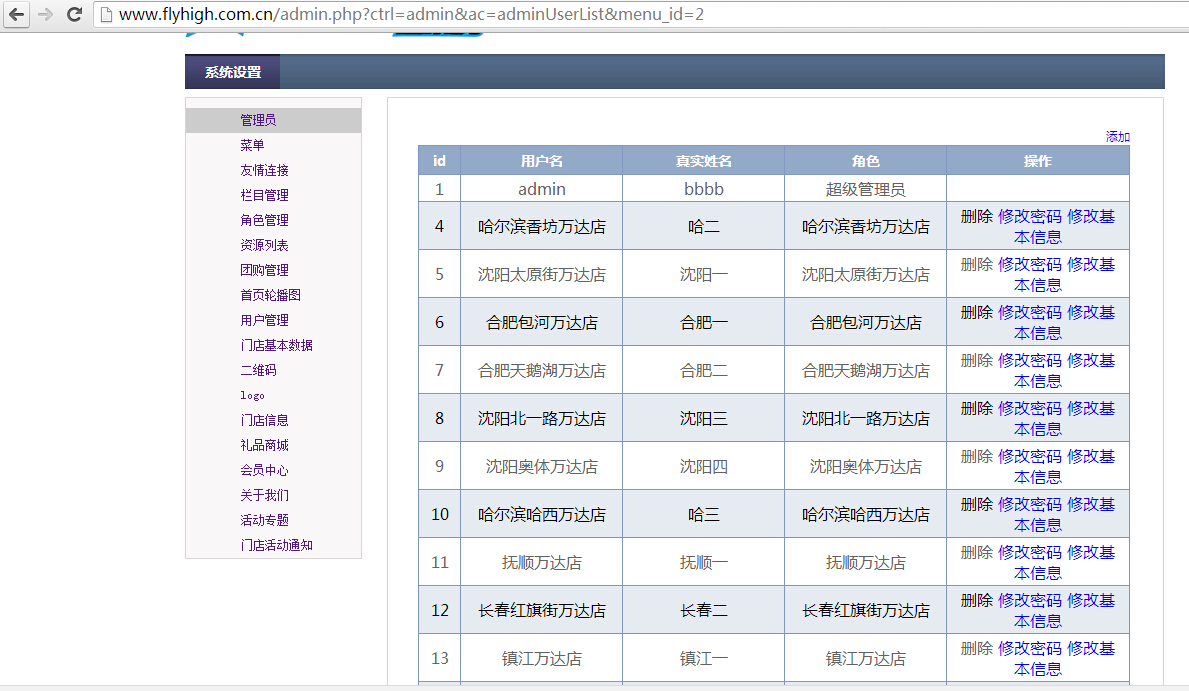 www.flyhigh.com.cn/admin.php?ctrl=admin&ac=adminUserList&menu_id=2
系统设置
管理员
菜单
友情连接
栏目管理
角色管理
资源列表
团购管理
首页轮播图
用户管理
门店基本数据
二维码
logo
门店信息
礼品商城
会员中心
关于我们
活动专题
门店活动通知
添加
id 用户名 真实姓名 角色 操作
1 admin bbbb 超级管理员
4 哈尔滨香坊万达店 哈二 哈尔滨香坊万达店 删除 修改密码 修改基
本信息
5 沈阳太原街万达店 沈阳一 沈阳太原街万达店 删除 修改密码 修改基
本信息
6 合肥包河万达店 合肥一 合肥包河万达店 删除 修改密码 修改基
本信息
7 合肥天鹅湖万达店 合肥二 合肥天鹅湖万达店 删除 修改密码 修改基
本信息
8 沈阳北一路万达店 沈阳三 沈阳北一路万达店 删除 修改密码 修改基
本信息
9 沈阳奥体万达店 沈阳四 沈阳奥体万达店 删除 修改密码 修改基
本信息
10 哈尔滨哈西万达店 哈三 哈尔滨哈西万达店 删除 修改密码 修改基
本信息
11 抚顺万达店 抚顺一 抚顺万达店 删除 修改密码 修改基
本信息
12 长春红旗街万达店 长春二 长春红旗街万达店 删除 修改密码 修改基
本信息
13 镇江万达店 镇江一 镇江万达店 删除 修改密码 修改基
本信息